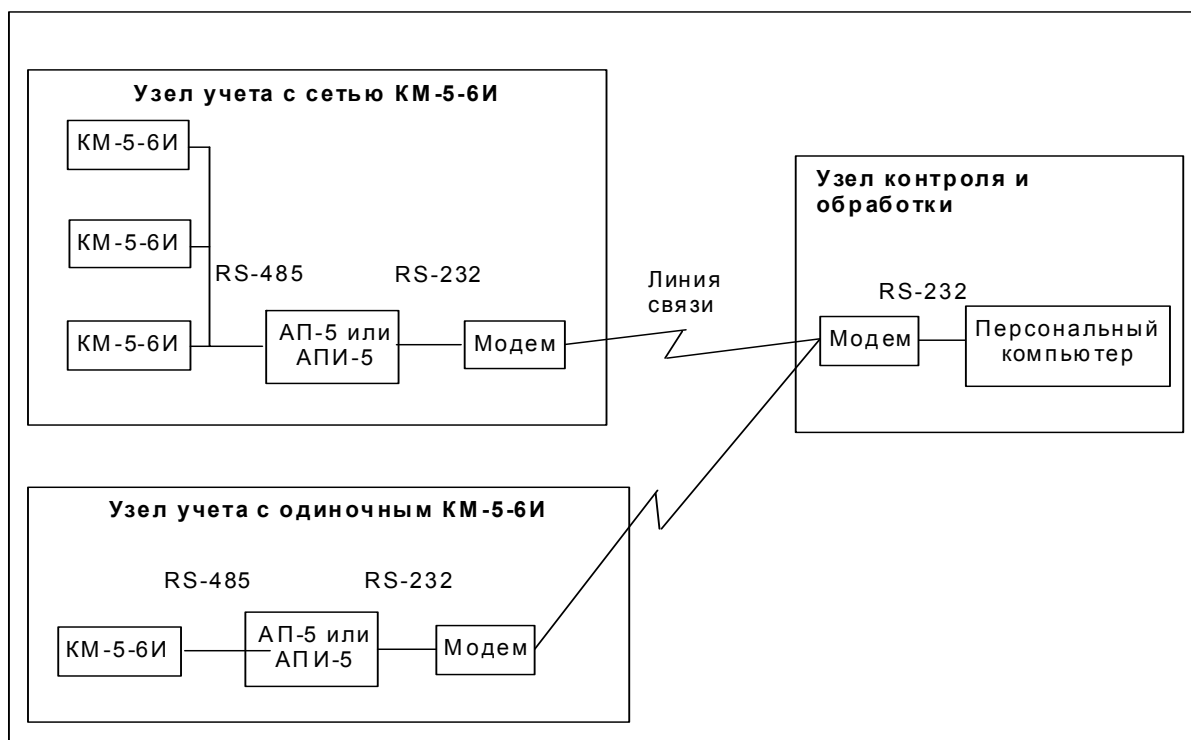 Узел учета с сетью КМ-5-6И
КМ-5-6И
КМ-5-6И
КМ-5-6И
RS-485
RS-232
АП-5 или
АПИ-5
Модем
Линия
связи
Узел контроля и
обработки
RS-232
Модем
Персональный
компьютер
Узел учета с одиночным КМ-5-6И
RS-485
RS-232
КМ-5-6И
АП-5 или
АПИ-5
Модем